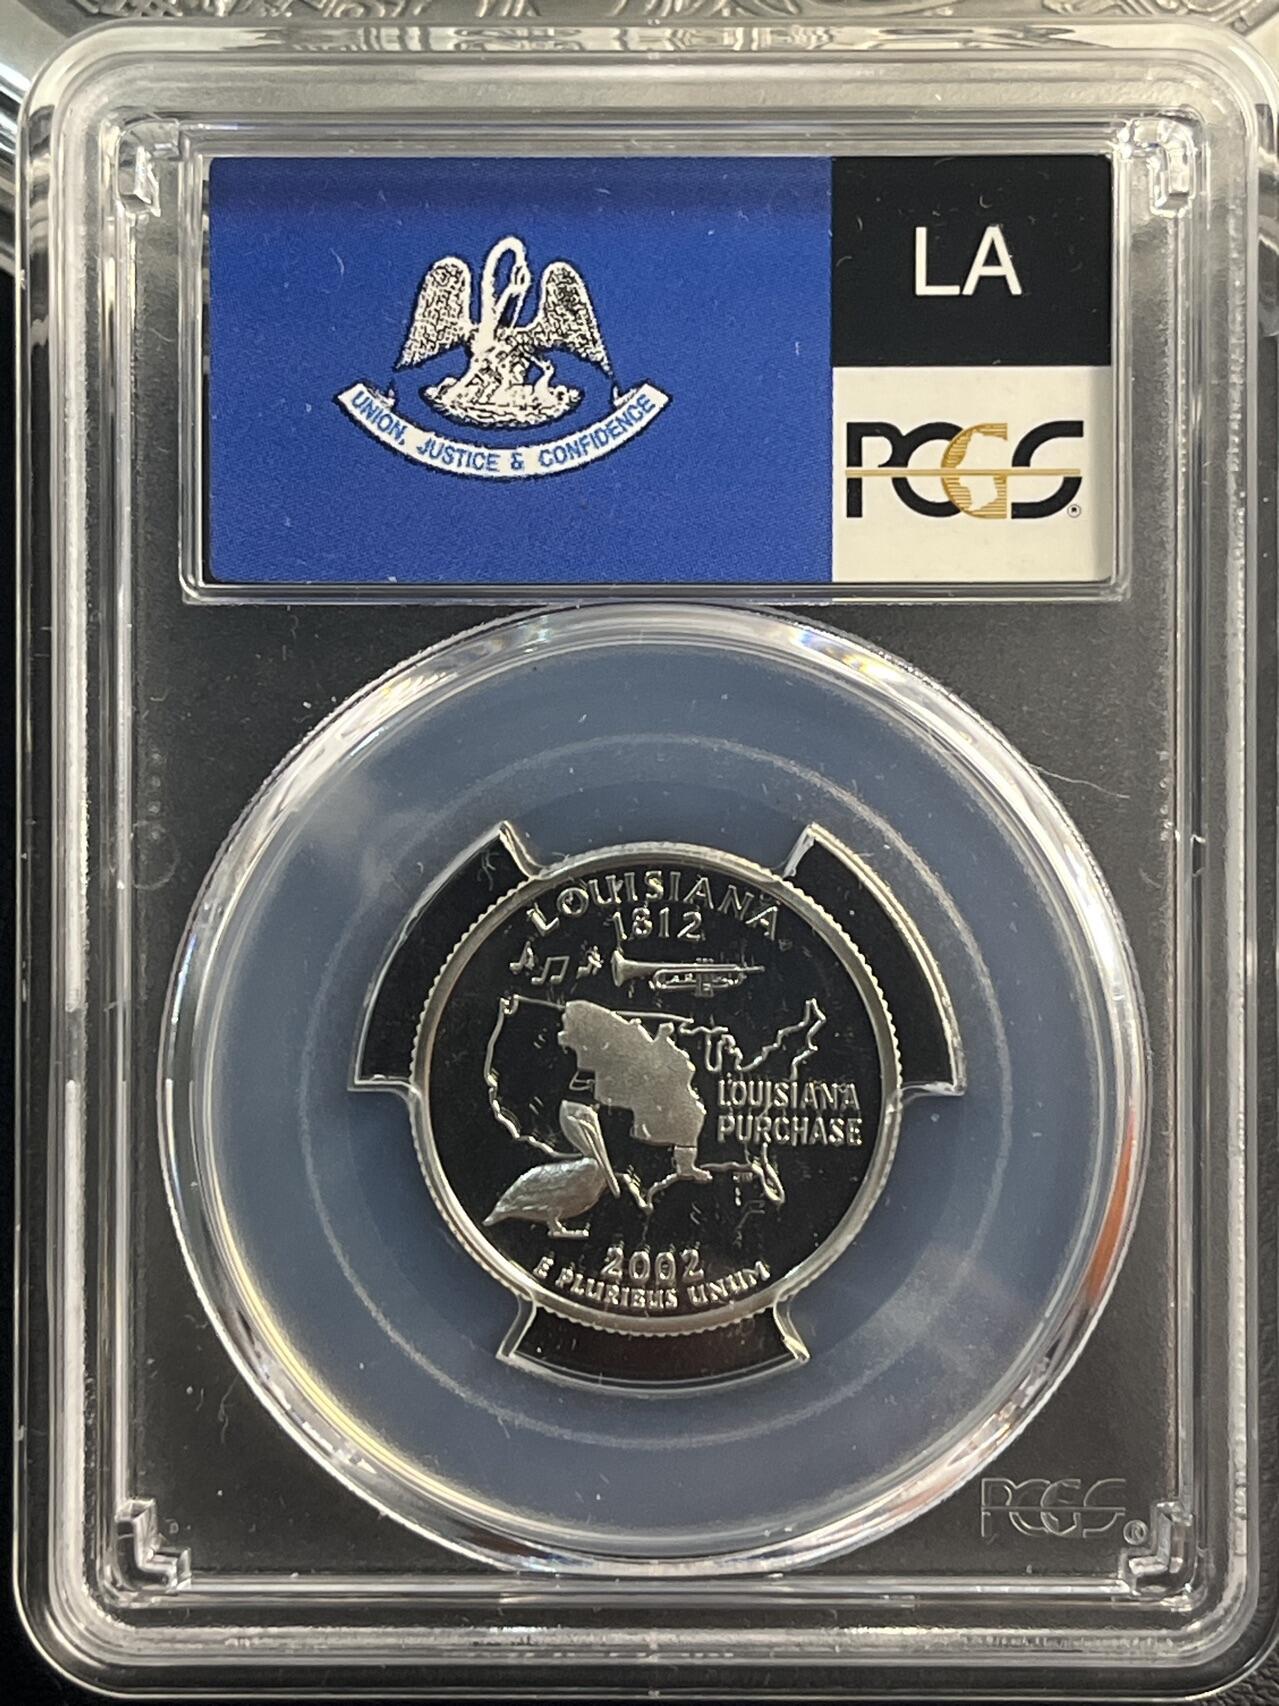 LA
UNION, JUSTICE & CONFIDENCE
PCGS®
LOUISIANA
1812
LOUISIANA
PURCHASE
2002
E PLURIBUS UNUM
PCGS®